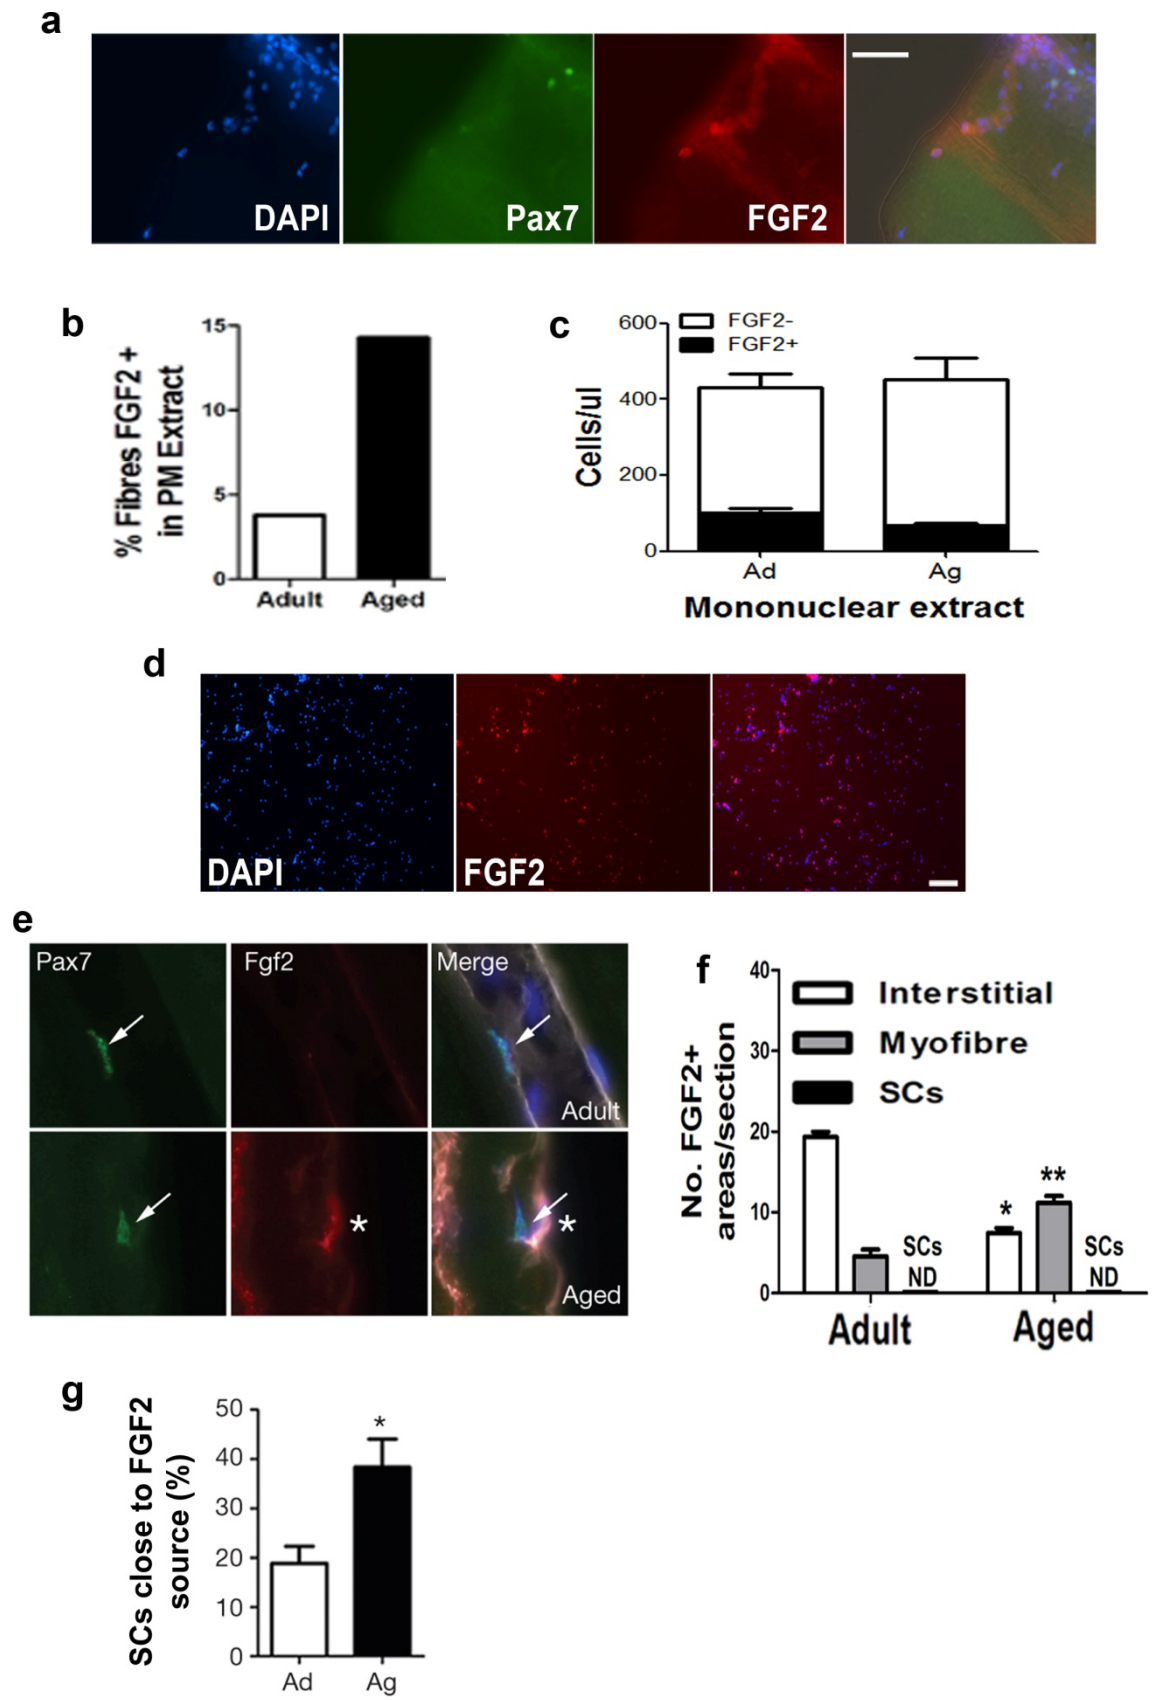 a
DAPI
Pax7
FGF2
b
% Fibres FGF2 +
in PM Extract
15
10
5
0
Adult Aged
c
Cells/ul
600
400
200
0
FGF2-
FGF2+
Ad Ag
Mononuclear extract
d
DAPI
FGF2
e
Pax7
Fgf2
Merge
Adult
*
*
Aged
f
No. FGF2+
areas/section
40
30
20
10
0
Interstitial
Myofibre
SCs
SCs
ND
*
**
SCs
ND
Adult Aged
g
SCs close to FGF2
source (%)
50
40
30
20
10
0
*
Ad Ag